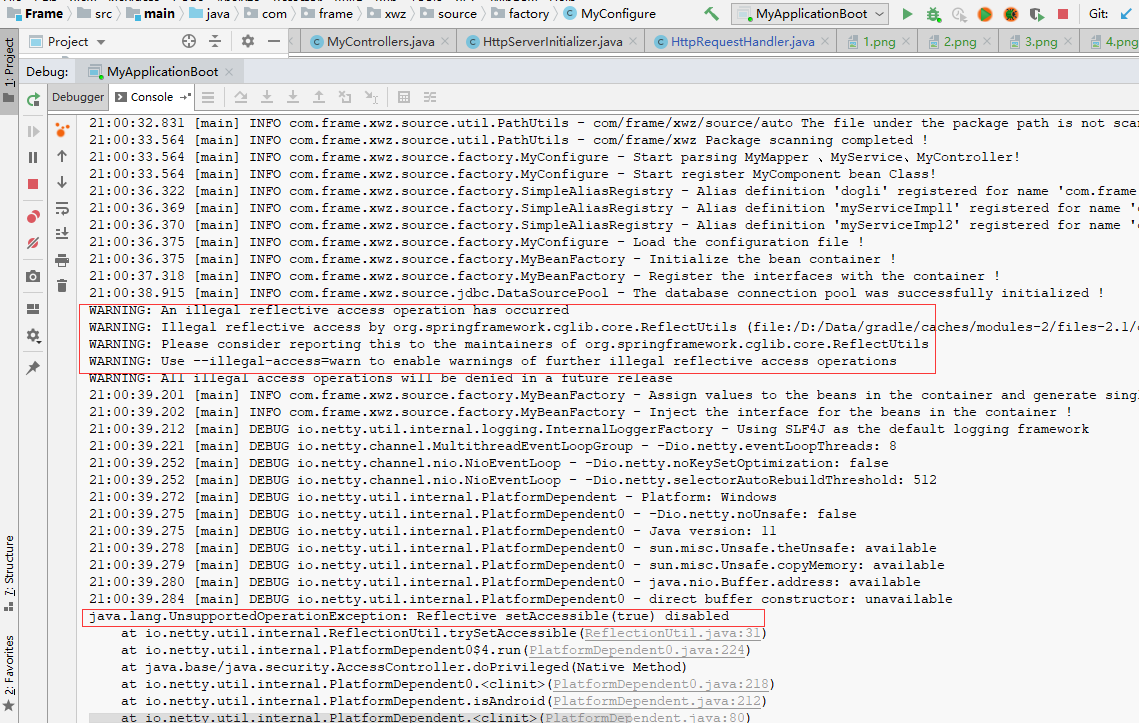 Frame src main java com frame xwz source factory MyConfigure MyApplicationBoot Git:
1: Project
Project MyControllers.java HttpServerInitializer.java HttpRequestHandler.java 1.png 2.png 3.png 4.png
Debug: MyApplicationBoot
Debugger Console
21:00:32.831 [main] INFO com.frame.xwz.source.util.PathUtils - com/frame/xwz/source/auto The file under the package path is not scan
21:00:33.564 [main] INFO com.frame.xwz.source.util.PathUtils - com/frame/xwz Package scanning completed !
21:00:33.564 [main] INFO com.frame.xwz.source.factory.MyConfigure - Start parsing MyMapper 、MyService、MyController!
21:00:33.564 [main] INFO com.frame.xwz.source.factory.MyConfigure - Start register MyComponent bean Class!
21:00:36.322 [main] INFO com.frame.xwz.source.factory.SimpleAliasRegistry - Alias definition 'dogli' registered for name 'com.frame
21:00:36.369 [main] INFO com.frame.xwz.source.factory.SimpleAliasRegistry - Alias definition 'myServiceImpl1' registered for name 'c
21:00:36.370 [main] INFO com.frame.xwz.source.factory.SimpleAliasRegistry - Alias definition 'myServiceImpl2' registered for name 'c
21:00:36.375 [main] INFO com.frame.xwz.source.factory.MyConfigure - Load the configuration file !
21:00:36.375 [main] INFO com.frame.xwz.source.factory.MyBeanFactory - Initialize the bean container !
21:00:37.318 [main] INFO com.frame.xwz.source.factory.MyBeanFactory - Register the interfaces with the container !
21:00:38.915 [main] INFO com.frame.xwz.source.jdbc.DataSourcePool - The database connection pool was successfully initialized !
WARNING: An illegal reflective access operation has occurred
WARNING: Illegal reflective access by org.springframework.cglib.core.ReflectUtils (file:/D:/Data/gradle/caches/modules-2/files-2.1/
WARNING: Please consider reporting this to the maintainers of org.springframework.cglib.core.ReflectUtils
WARNING: Use --illegal-access=warn to enable warnings of further illegal reflective access operations
WARNING: All illegal access operations will be denied in a future release
21:00:39.201 [main] INFO com.frame.xwz.source.factory.MyBeanFactory - Assign values to the beans in the container and generate sing
21:00:39.202 [main] INFO com.frame.xwz.source.factory.MyBeanFactory - Inject the interface for the beans in the container !
21:00:39.212 [main] DEBUG io.netty.util.internal.logging.InternalLoggerFactory - Using SLF4J as the default logging framework
21:00:39.221 [main] DEBUG io.netty.channel.MultithreadEventLoopGroup - -Dio.netty.eventLoopThreads: 8
21:00:39.252 [main] DEBUG io.netty.channel.nio.NioEventLoop - -Dio.netty.noKeySetOptimization: false
21:00:39.252 [main] DEBUG io.netty.channel.nio.NioEventLoop - -Dio.netty.selectorAutoRebuildThreshold: 512
21:00:39.272 [main] DEBUG io.netty.util.internal.PlatformDependent - Platform: Windows
21:00:39.275 [main] DEBUG io.netty.util.internal.PlatformDependent0 - -Dio.netty.noUnsafe: false
21:00:39.275 [main] DEBUG io.netty.util.internal.PlatformDependent0 - Java version: 11
21:00:39.278 [main] DEBUG io.netty.util.internal.PlatformDependent0 - sun.misc.Unsafe.theUnsafe: available
21:00:39.279 [main] DEBUG io.netty.util.internal.PlatformDependent0 - sun.misc.Unsafe.copyMemory: available
21:00:39.280 [main] DEBUG io.netty.util.internal.PlatformDependent0 - java.nio.Buffer.address: available
21:00:39.284 [main] DEBUG io.netty.util.internal.PlatformDependent0 - direct buffer constructor: unavailable
java.lang.UnsupportedOperationException: Reflective setAccessible(true) disabled
at io.netty.util.internal.ReflectionUtil.trySetAccessible(ReflectionUtil.java:31)
at io.netty.util.internal.PlatformDependent0$4.run(PlatformDependent0.java:224)
at java.base/java.security.AccessController.doPrivileged(Native Method)
at io.netty.util.internal.PlatformDependent0.<clinit>(PlatformDependent0.java:218)
at io.netty.util.internal.PlatformDependent.isAndroid(PlatformDependent.java:212)
at io.netty.util.internal.PlatformDependent.<clinit>(PlatformDependent.java:80)
7: Structure
2: Favorites